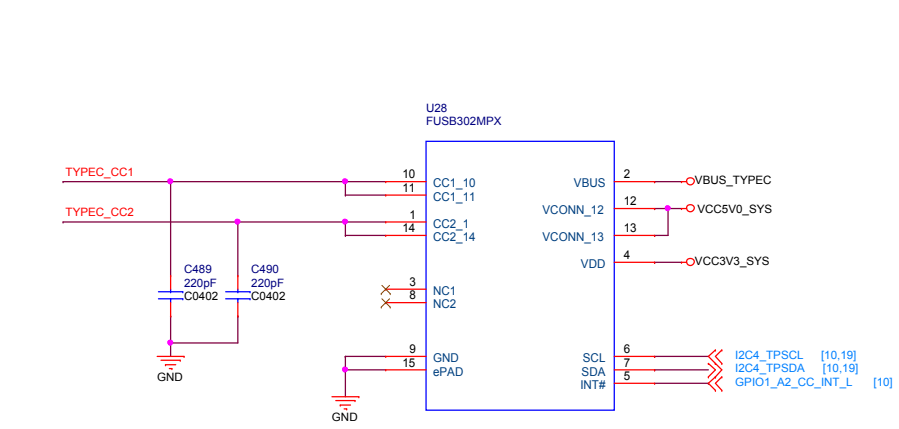 U28
FUSB302MPX
TYPEC_CC1
TYPEC_CC2
10
11
1
14
3
8
9
15
CC1_10
CC1_11
CC2_1
CC2_14
NC1
NC2
GND
ePAD
VBUS
VCONN_12
VCONN_13
VDD
SCL
SDA
INT#
2
12
13
4
6
7
5
VBUS_TYPEC
VCC5V0_SYS
VCC3V3_SYS
I2C4_TPSCL [10,19]
I2C4_TPSDA [10,19]
GPIO1_A2_CC_INT_L [10]
C489
220pF
C0402
C490
220pF
C0402
GND
GND